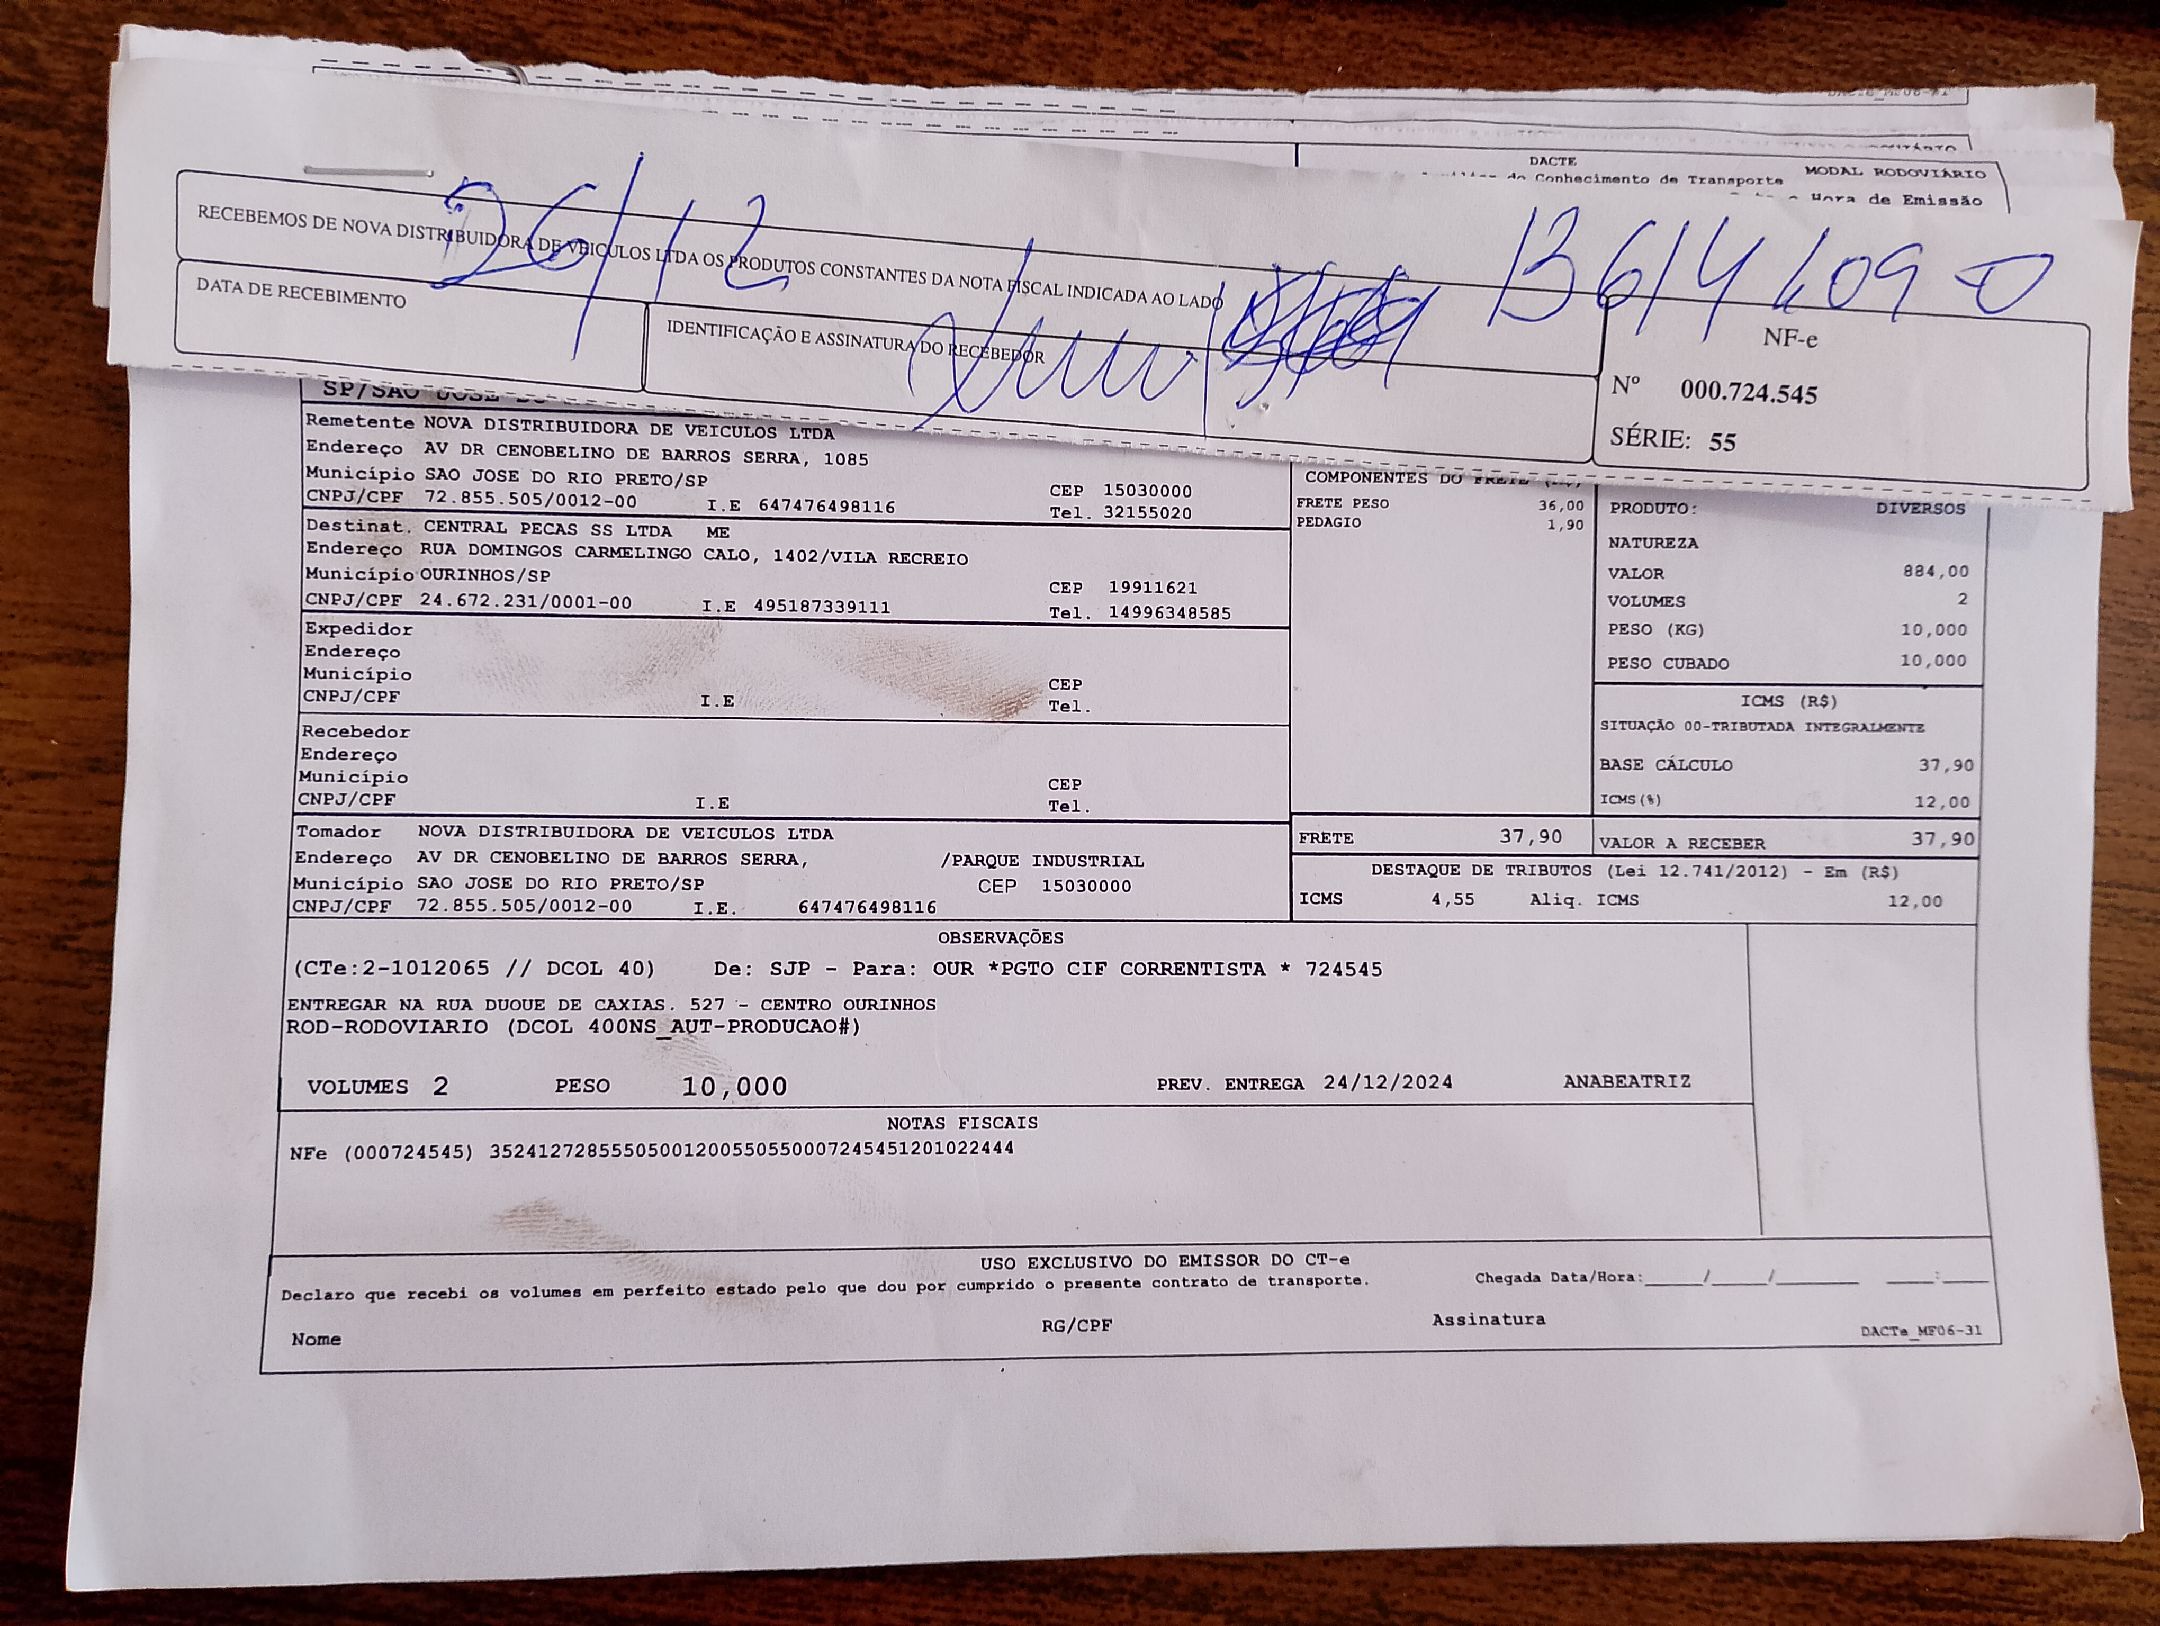 DACTE MODAL RODOVIÁRIO
do Conhecimento de Transporte
Hora de Emissão
26/12
RECEBEMOS DE NOVA DISTRIBUIDORA DE VEICULOS LTDA OS PRODUTOS CONSTANTES DA NOTA FISCAL INDICADA AO LADO
DATA DE RECEBIMENTO
IDENTIFICAÇÃO E ASSINATURA DO RECEBEDOR
NF-e
Nº 000.724.545
SÉRIE: 55
Remetente NOVA DISTRIBUIDORA DE VEICULOS LTDA
Endereço AV DR CENOBELINO DE BARROS SERRA, 1085
Município SAO JOSE DO RIO PRETO/SP CEP 15030000
CNPJ/CPF 72.855.505/0012-00 I.E 647476498116 Tel. 32155020
Destinat. CENTRAL PECAS SS LTDA ME
Endereço RUA DOMINGOS CARMELINGO CALO, 1402/VILA RECREIO
Município OURINHOS/SP CEP 19911621
CNPJ/CPF 24.672.231/0001-00 I.E 495187339111 Tel. 14996348585
Expedidor
Endereço
Município CEP
CNPJ/CPF I.E Tel.
Recebedor
Endereço
Município CEP
CNPJ/CPF I.E Tel.
Tomador NOVA DISTRIBUIDORA DE VEICULOS LTDA
Endereço AV DR CENOBELINO DE BARROS SERRA, /PARQUE INDUSTRIAL
Município SAO JOSE DO RIO PRETO/SP CEP 15030000
CNPJ/CPF 72.855.505/0012-00 I.E. 647476498116
COMPONENTES DO FRETE
FRETE PESO 36,00
PEDAGIO 1,90
PRODUTO: DIVERSOS
NATUREZA
VALOR 884,00
VOLUMES 2
PESO (KG) 10,000
PESO CUBADO 10,000
ICMS (R$)
SITUAÇÃO 00-TRIBUTADA INTEGRALMENTE
BASE CÁLCULO 37,90
ICMS(%) 12,00
FRETE 37,90 VALOR A RECEBER 37,90
DESTAQUE DE TRIBUTOS (Lei 12.741/2012) - Em (R$)
ICMS 4,55 Aliq. ICMS 12,00
OBSERVAÇÕES
(CTe:2-1012065 // DCOL 40) De: SJP - Para: OUR *PGTO CIF CORRENTISTA * 724545
ENTREGAR NA RUA DUQUE DE CAXIAS. 527 - CENTRO OURINHOS
ROD-RODOVIARIO (DCOL 400NS_AUT-PRODUCAO#)
VOLUMES 2 PESO 10,000 PREV. ENTREGA 24/12/2024 ANABEATRIZ
NOTAS FISCAIS
NFe (000724545) 35241272855505001200550550007245451201022444
USO EXCLUSIVO DO EMISSOR DO CT-e
Declaro que recebi os volumes em perfeito estado pelo que dou por cumprido o presente contrato de transporte. Chegada Data/Hora:____/____/______ ___:___
Nome RG/CPF Assinatura
DACTe_MF06-31